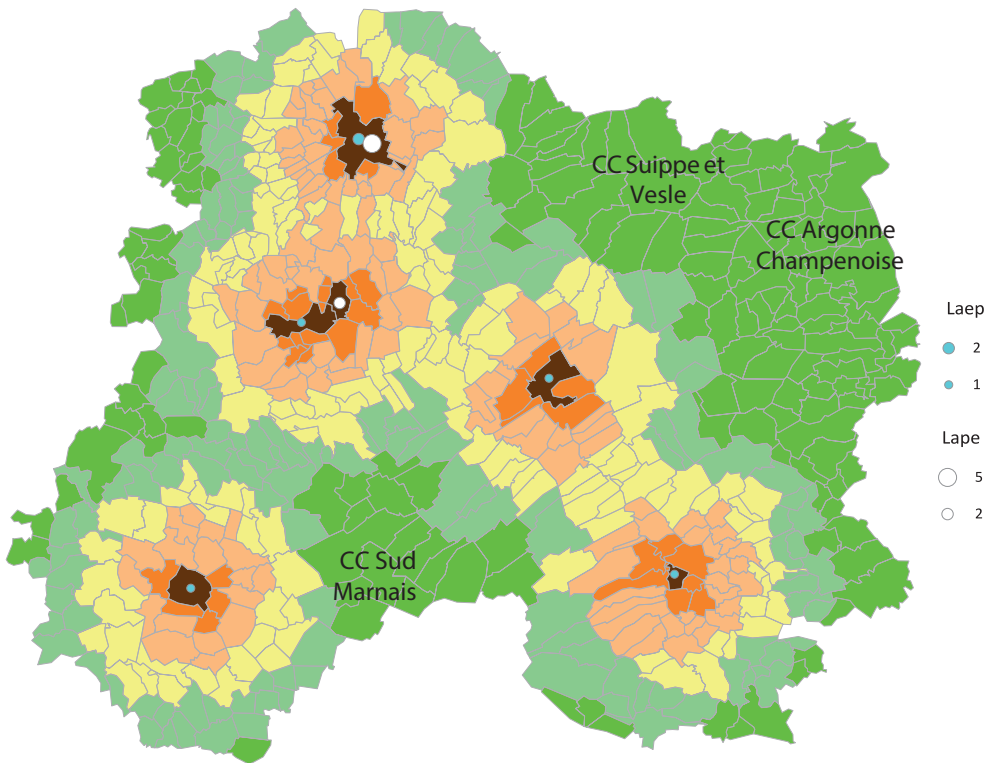 CC Suippe et
Vesle
CC Argonne
Champenoise
CC Sud
Marnais
Laep
2
1
Lape
5
2